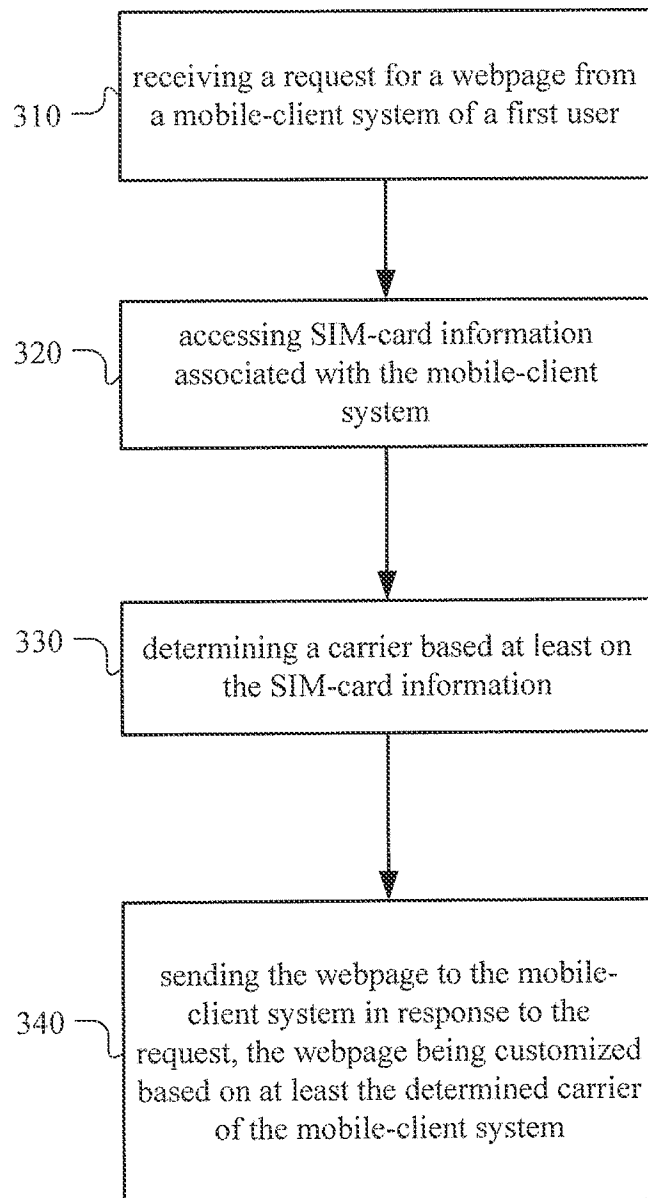 receiving a request for a webpage from
310
a mobile-client system of a first user
accessing SIM-card information
320
associated with the mobile-client
system
330
determining a carrier based at least on
the SIM-card information
sending the webpage to the mobile-
client system in response to the
340
request, the webpage being customized
based on at least the determined carrier
of the mobile-client system